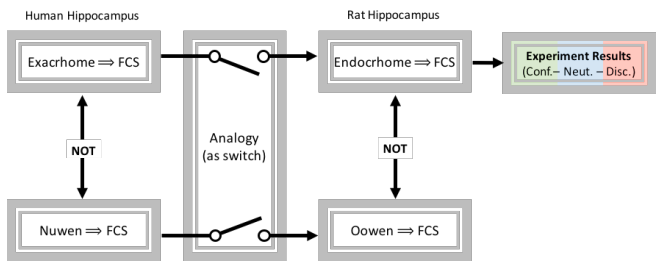 Human Hippocampus
Rat Hippocampus
Exacrhome ⟹ FCS
Endocrhome ⟹ FCS
Experiment Results
(Conf.– Neut. – Disc.)
NOT
Analogy
(as switch)
NOT
Nuwen ⟹ FCS
Oowen ⟹ FCS